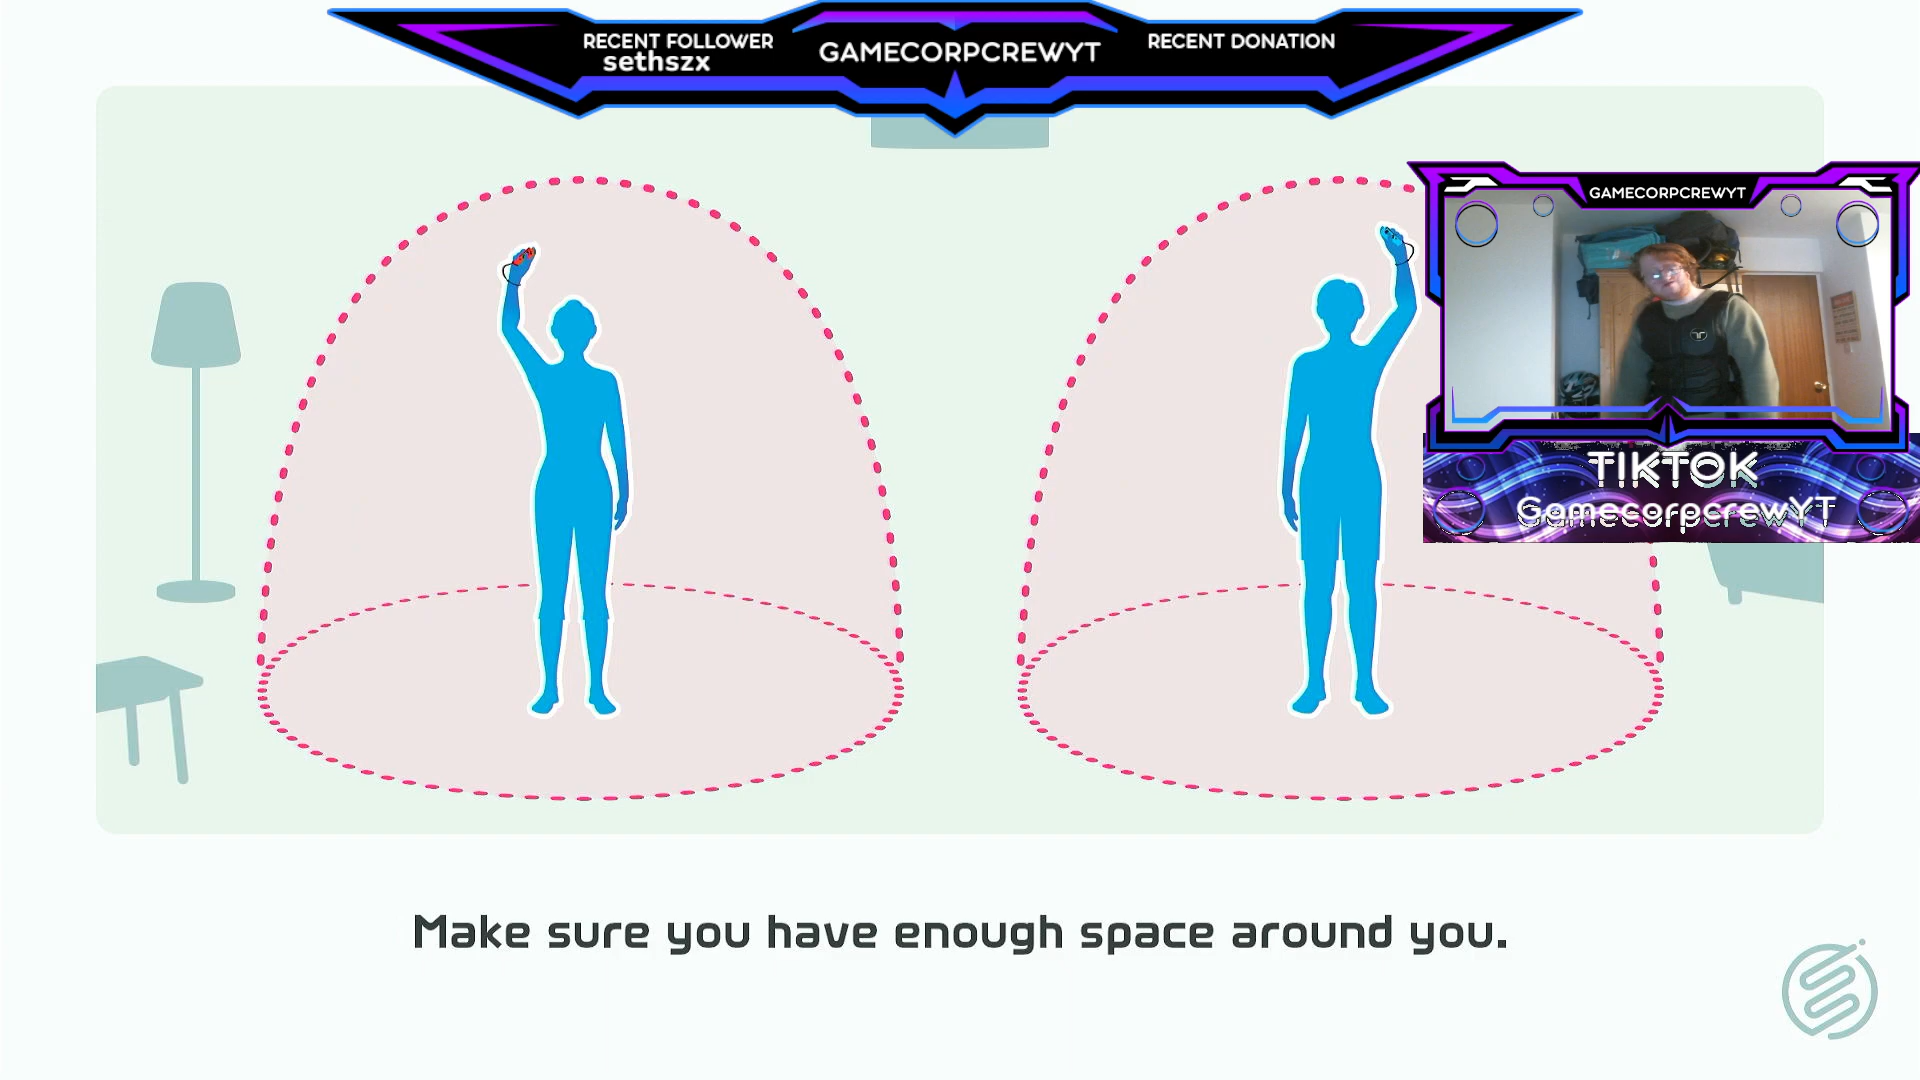 RECENT FOLLOWER
sethszx
GAMECORPCREWYT
RECENT DONATION
GAMECORPCREWYT
TIKTOK
GamecorpcrewYT
Make sure you have enough space around you.